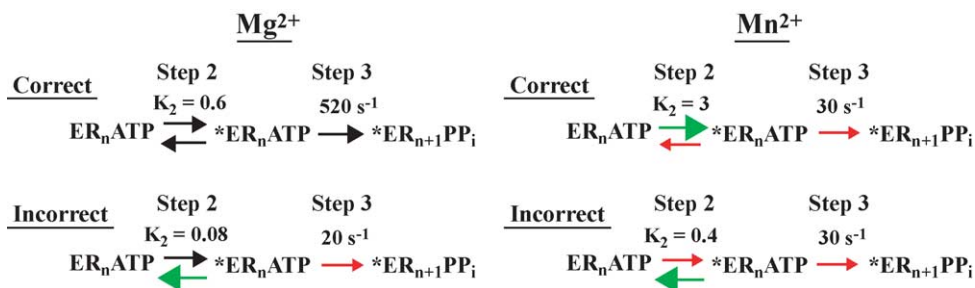 Mg²⁺
Correct
Step 2 Step 3
K₂ = 0.6 520 s⁻¹
ERₙATP *ERₙATP *ERₙ₊₁PPᵢ
Incorrect
Step 2 Step 3
K₂ = 0.08 20 s⁻¹
ERₙATP *ERₙATP *ERₙ₊₁PPᵢ
Mn²⁺
Correct
Step 2 Step 3
K₂ = 3 30 s⁻¹
ERₙATP *ERₙATP *ERₙ₊₁PPᵢ
Incorrect
Step 2 Step 3
K₂ = 0.4 30 s⁻¹
ERₙATP *ERₙATP *ERₙ₊₁PPᵢ